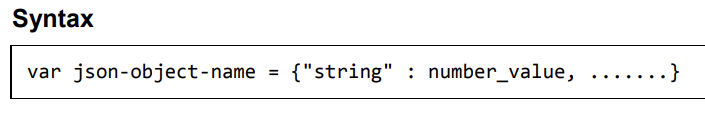 Syntax
var json-object-name = {"string" : number_value, .......}